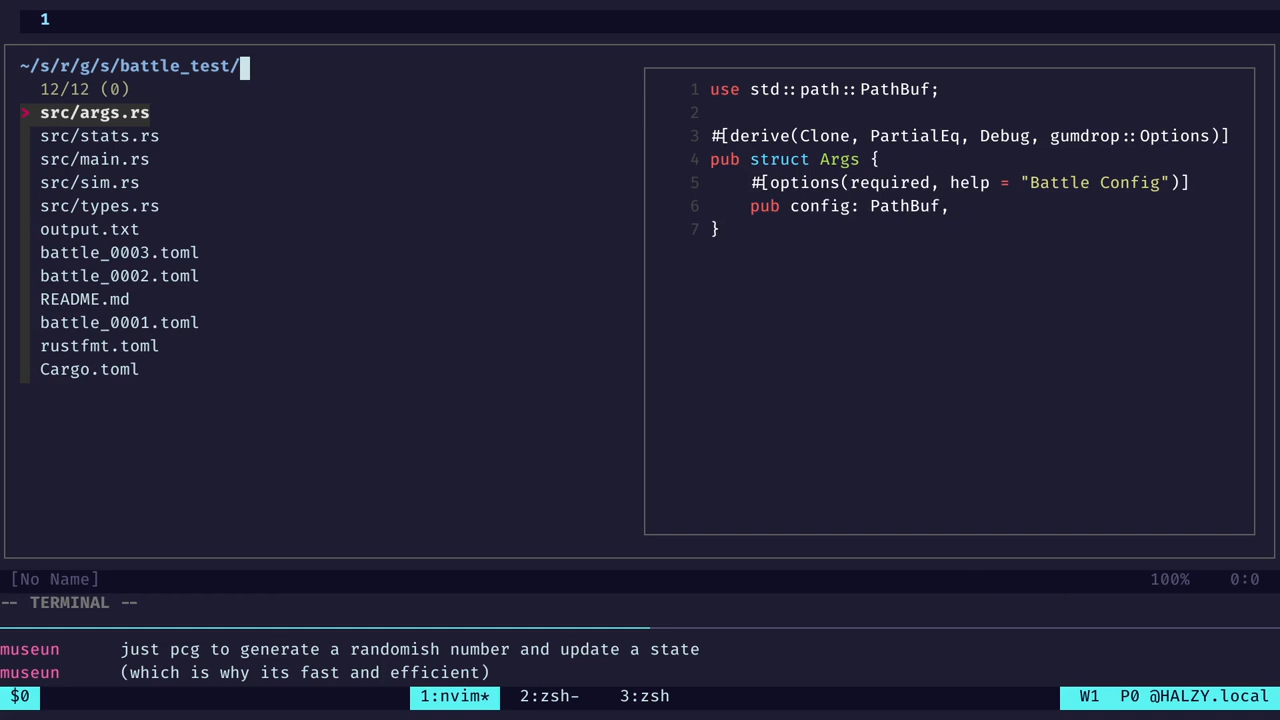 1
~/s/r/g/s/battle_test/
12/12 (0)
> src/args.rs
src/stats.rs
src/main.rs
src/sim.rs
src/types.rs
output.txt
battle_0003.toml
battle_0002.toml
README.md
battle_0001.toml
rustfmt.toml
Cargo.toml
1 use std::path::PathBuf;
2
3 #[derive(Clone, PartialEq, Debug, gumdrop::Options)]
4 pub struct Args {
5     #[options(required, help = "Battle Config")]
6     pub config: PathBuf,
7 }
[No Name] 100% 0:0
-- TERMINAL --
museun just pcg to generate a randomish number and update a state
museun (which is why its fast and efficient)
$0 1:nvim* 2:zsh- 3:zsh W1 P0 @HALZY.local